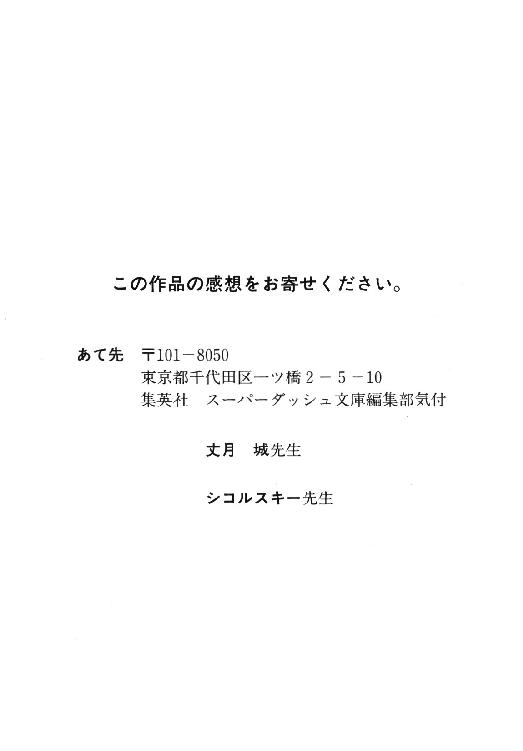 この作品の感想をお寄せください。
あて先　〒101−8050
東京都千代田区一ツ橋２−５−10
集英社　スーパーダッシュ文庫編集部気付
丈月　城先生
シコルスキー先生